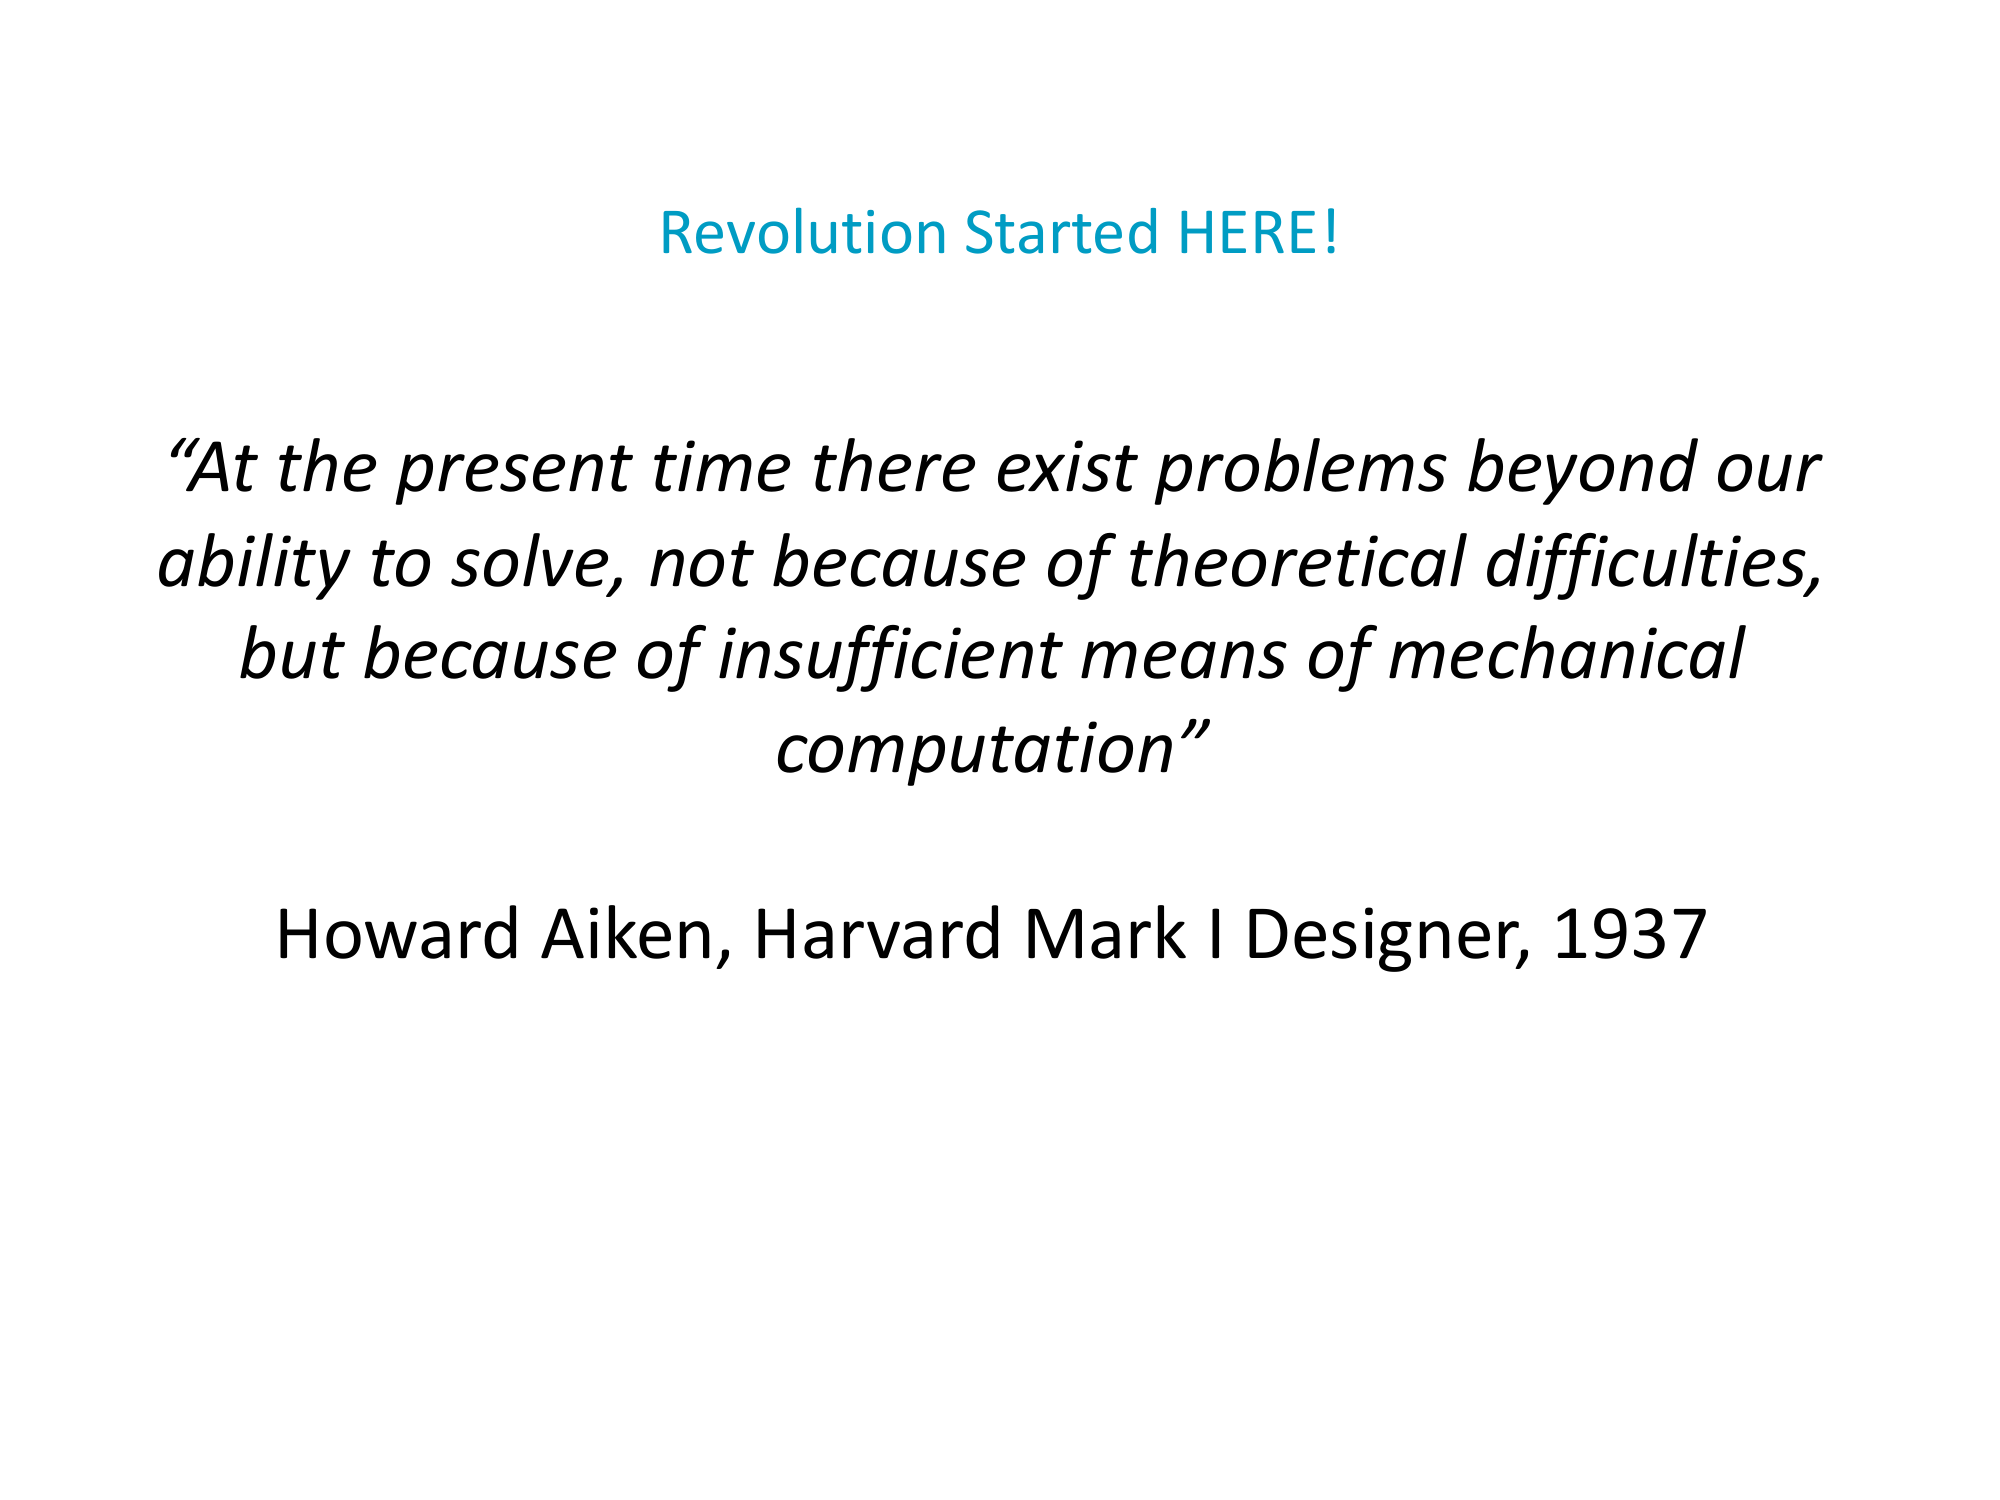 Revolution Started HERE!
“At the present time there exist problems beyond our
ability to solve, not because of theoretical difficulties,
but because of insufficient means of mechanical
computation”
Howard Aiken, Harvard Mark I Designer, 1937